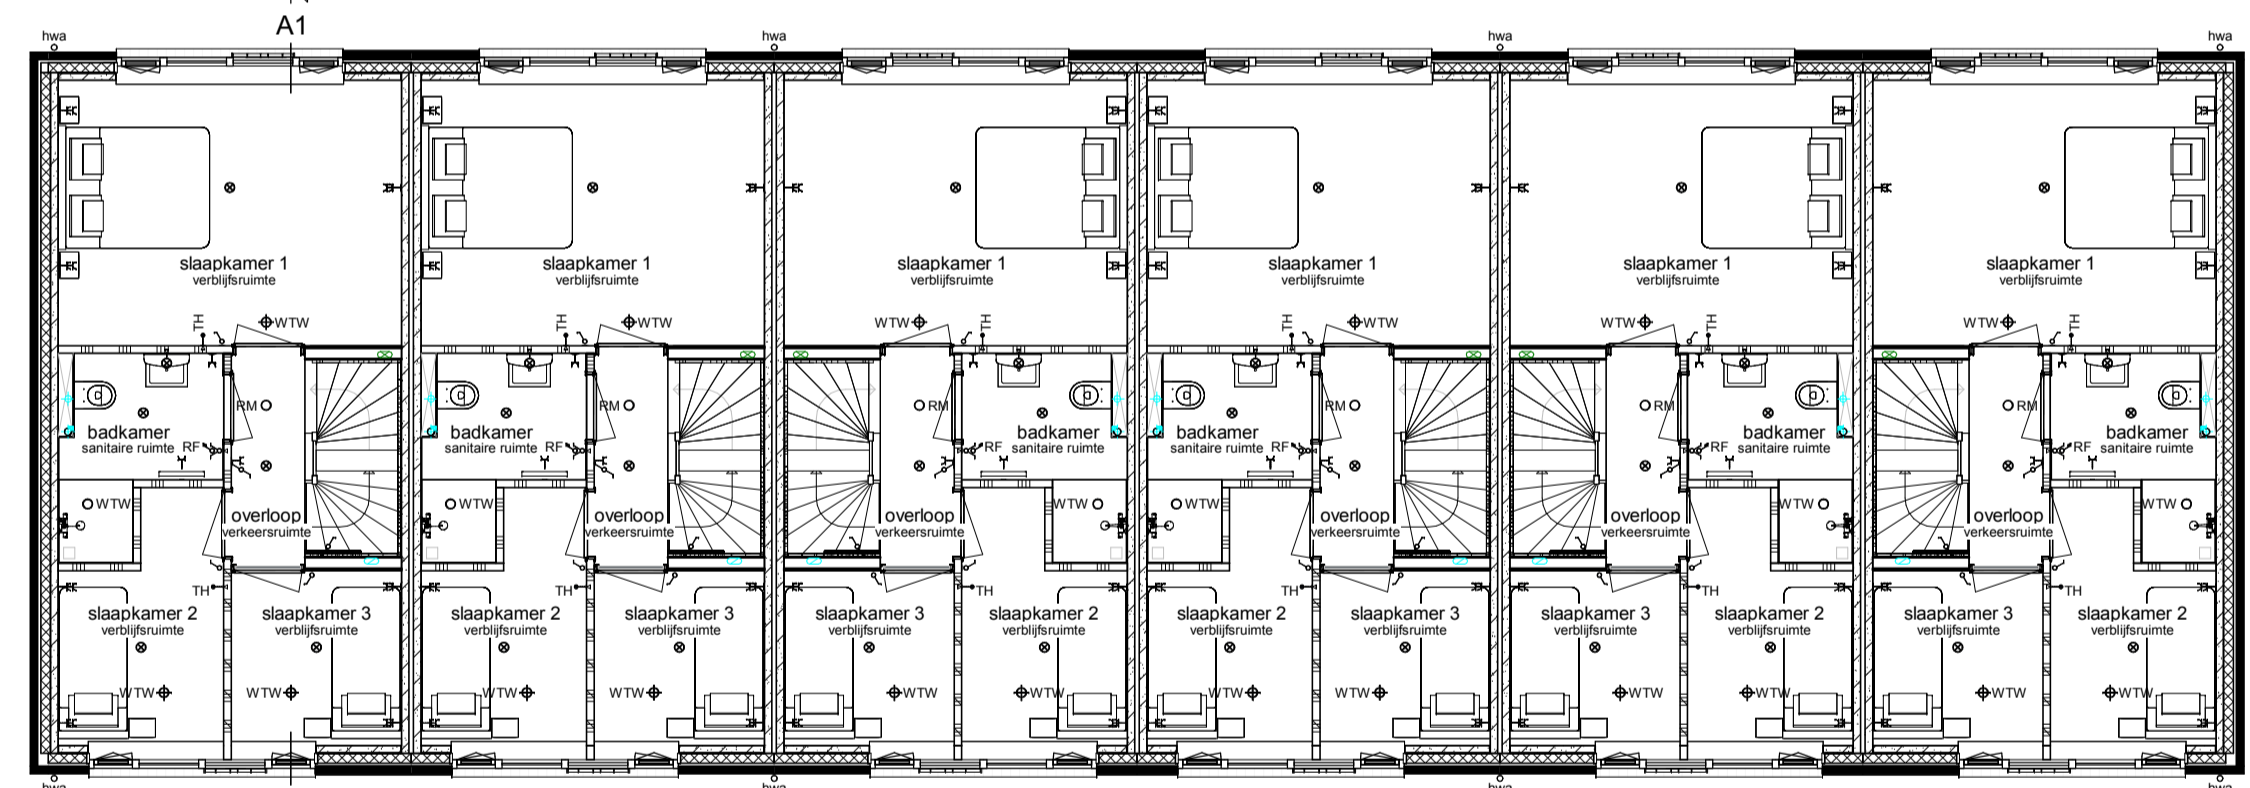 A1
hwa hwa hwa hwa
slaapkamer 1 slaapkamer 1 slaapkamer 1 slaapkamer 1 slaapkamer 1 slaapkamer 1
verblijfsruimte verblijfsruimte verblijfsruimte verblijfsruimte verblijfsruimte verblijfsruimte
TH WTW TH WTW WTW TH TH WTW WTW TH WTW TH
RM RM RM RM RM RM
badkamer badkamer badkamer badkamer badkamer badkamer
sanitaire ruimte RF sanitaire ruimte RF RF sanitaire ruimte sanitaire ruimte RF RF sanitaire ruimte RF sanitaire ruimte
WTW WTW WTW WTW WTW WTW
overloop overloop overloop overloop overloop overloop
verkeersruimte verkeersruimte verkeersruimte verkeersruimte verkeersruimte verkeersruimte
TH TH TH TH TH TH
slaapkamer 2 slaapkamer 3 slaapkamer 2 slaapkamer 3 slaapkamer 3 slaapkamer 2 slaapkamer 2 slaapkamer 3 slaapkamer 3 slaapkamer 2 slaapkamer 3 slaapkamer 2
verblijfsruimte verblijfsruimte verblijfsruimte verblijfsruimte verblijfsruimte verblijfsruimte verblijfsruimte verblijfsruimte verblijfsruimte verblijfsruimte verblijfsruimte verblijfsruimte
WTW WTW WTW WTW WTW WTW WTW WTW WTW WTW WTW WTW
hwa hwa hwa hwa